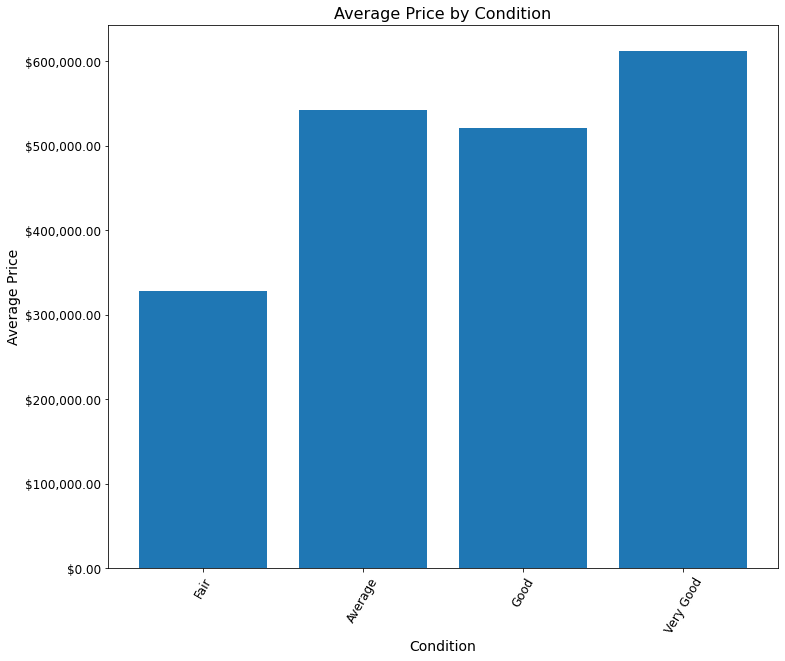 Average Price by Condition
Average Price
$600,000.00
$500,000.00
$400,000.00
$300,000.00
$200,000.00
$100,000.00
$0.00
Fair
Average
Good
Very Good
Condition